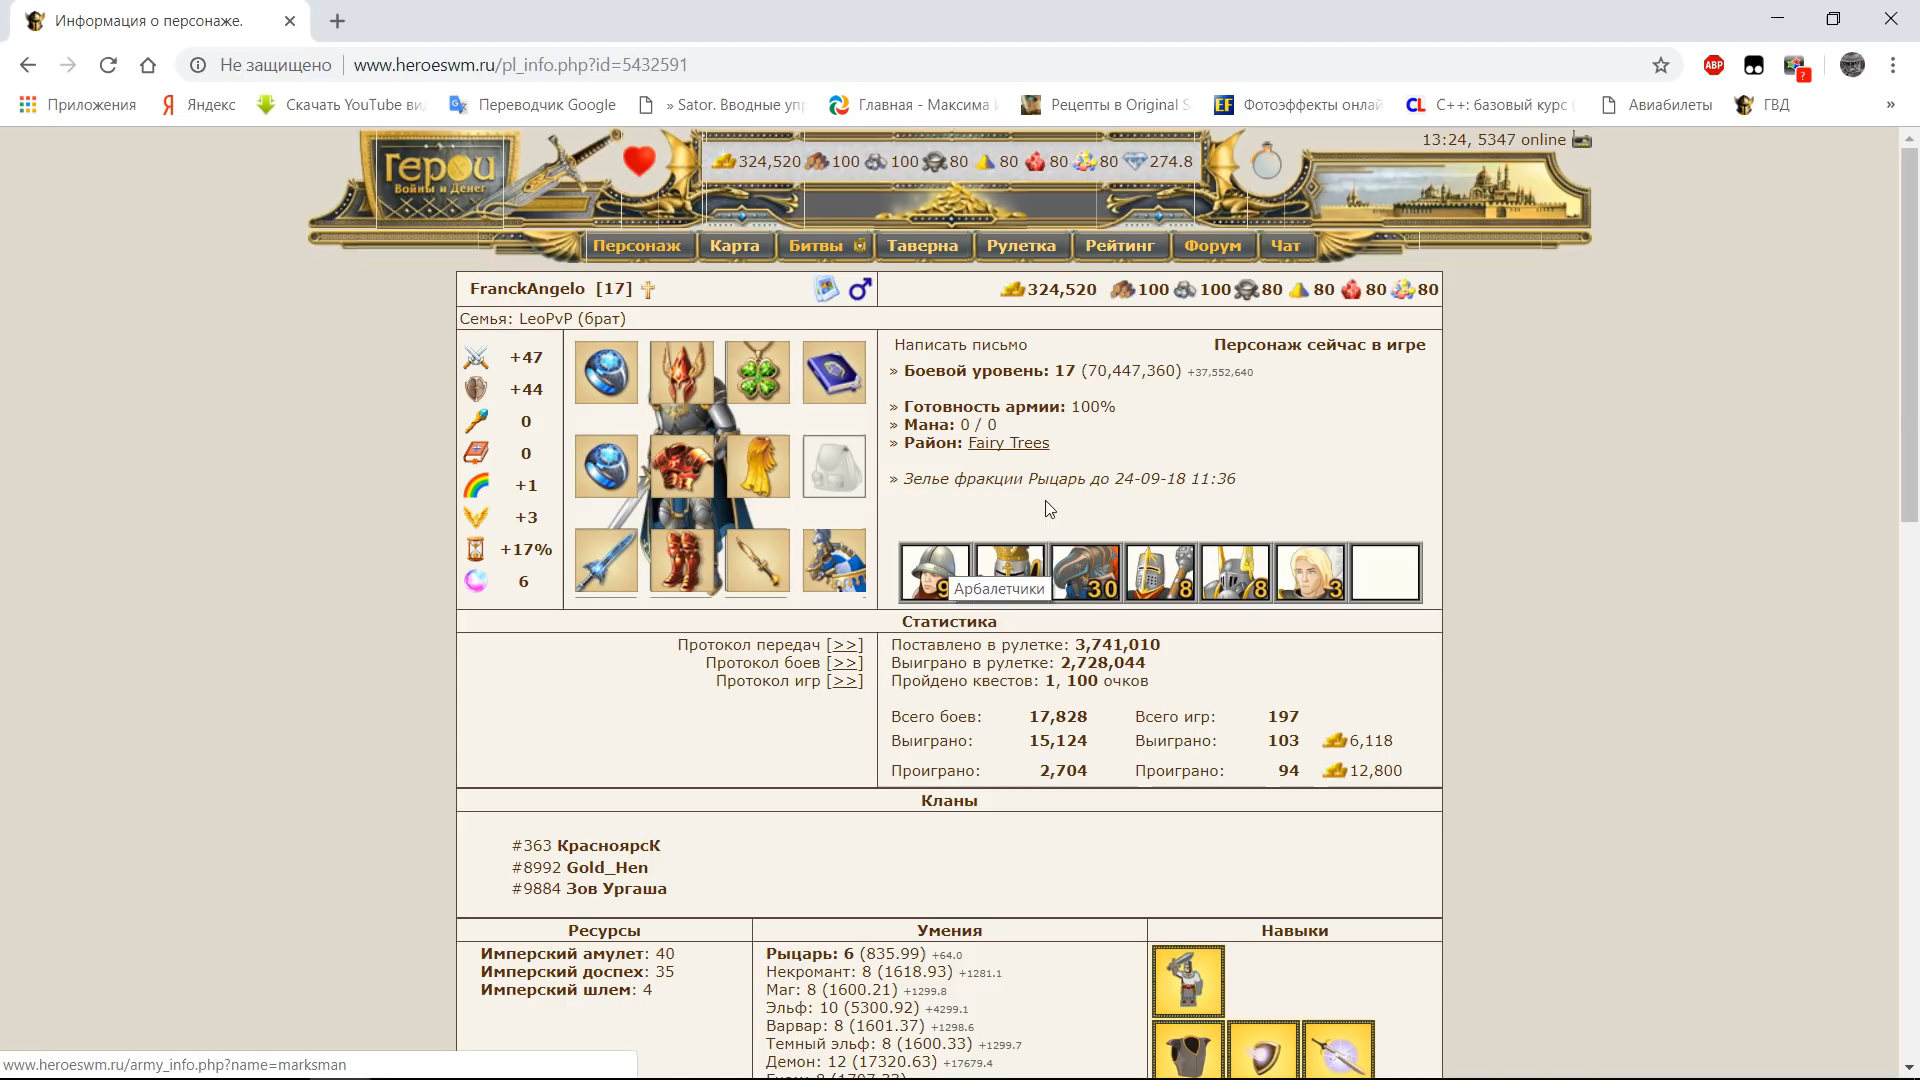 Информация о персонаже.
Не защищено
www.heroeswm.ru/pl_info.php?id=5432591
ABP
?
Приложения
Яндекс
Скачать YouTube ви
Переводчик Google
» Sator. Вводные упр
Главная - Максима
Рецепты в Original S
EF
Фотоэффекты онлай
CL
C++: базовый курс
Авиабилеты
ГВД
»
13:24, 5347 online
Герои
Войны и Денег
324,520 100 100 80 80 80 80 274.8
Персонаж
Карта
Битвы
Таверна
Рулетка
Рейтинг
Форум
Чат
FranckAngelo [17]
324,520 100 100 80 80 80 80
Семья: LeoPvP (брат)
+47
+44
0
0
+1
+3
+17%
6
Написать письмо
Персонаж сейчас в игре
» Боевой уровень: 17 (70,447,360) +37,552,640
» Готовность армии: 100%
» Мана: 0 / 0
» Район: Fairy Trees
» Зелье фракции Рыцарь до 24-09-18 11:36
30 8 8 3
Арбалетчики
Статистика
Протокол передач [>>]
Протокол боев [>>]
Протокол игр [>>]
Поставлено в рулетке: 3,741,010
Выиграно в рулетке: 2,728,044
Пройдено квестов: 1, 100 очков
Всего боев: 17,828 Всего игр: 197
Выиграно: 15,124 Выиграно: 103 6,118
Проиграно: 2,704 Проиграно: 94 12,800
Кланы
#363 КрасноярсК
#8992 Gold_Hen
#9884 Зов Ургаша
Ресурсы
Имперский амулет: 40
Имперский доспех: 35
Имперский шлем: 4
Умения
Рыцарь: 6 (835.99) +64.0
Некромант: 8 (1618.93) +1281.1
Маг: 8 (1600.21) +1299.8
Эльф: 10 (5300.92) +4299.1
Варвар: 8 (1601.37) +1298.6
Темный эльф: 8 (1600.33) +1299.7
Демон: 12 (17320.63) +17679.4
Навыки
www.heroeswm.ru/army_info.php?name=marksman